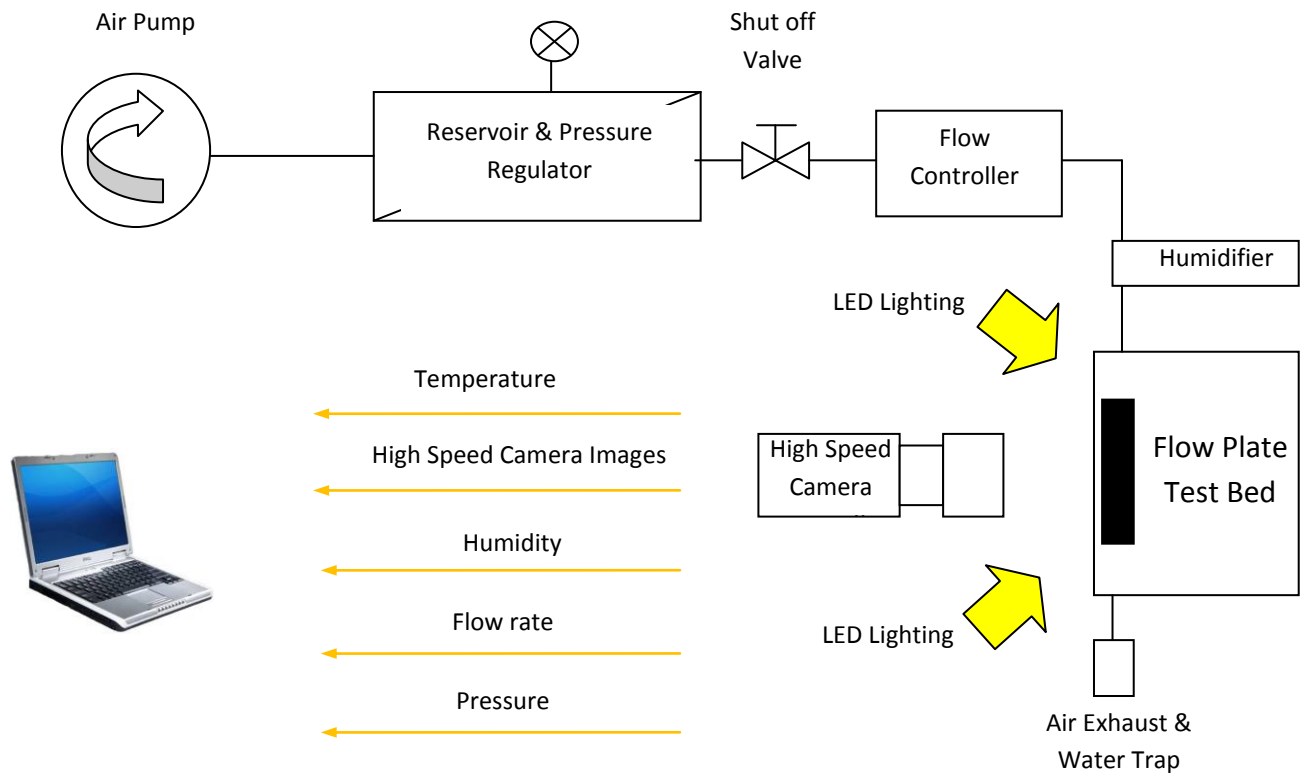 Air Pump
Shut off
Valve
Reservoir & Pressure
Regulator
Flow
Controller
Humidifier
LED Lighting
Temperature
High Speed Camera Images
High Speed
Camera
Flow Plate
Test Bed
Humidity
Flow rate
LED Lighting
Pressure
Air Exhaust &
Water Trap